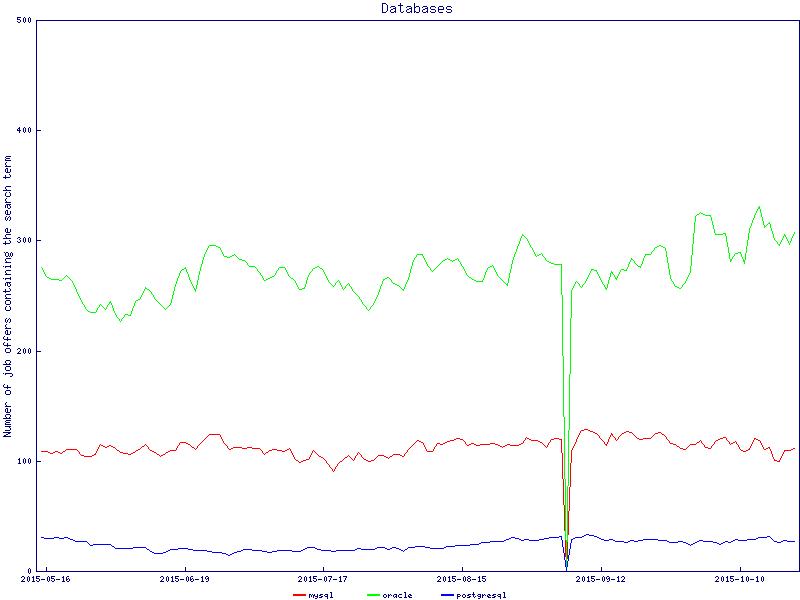 Databases
Number of job offers containing the search term
500
400
300
200
100
0
2015-05-16 2015-06-19 2015-07-17 2015-08-15 2015-09-12 2015-10-10
mysql oracle postgresql